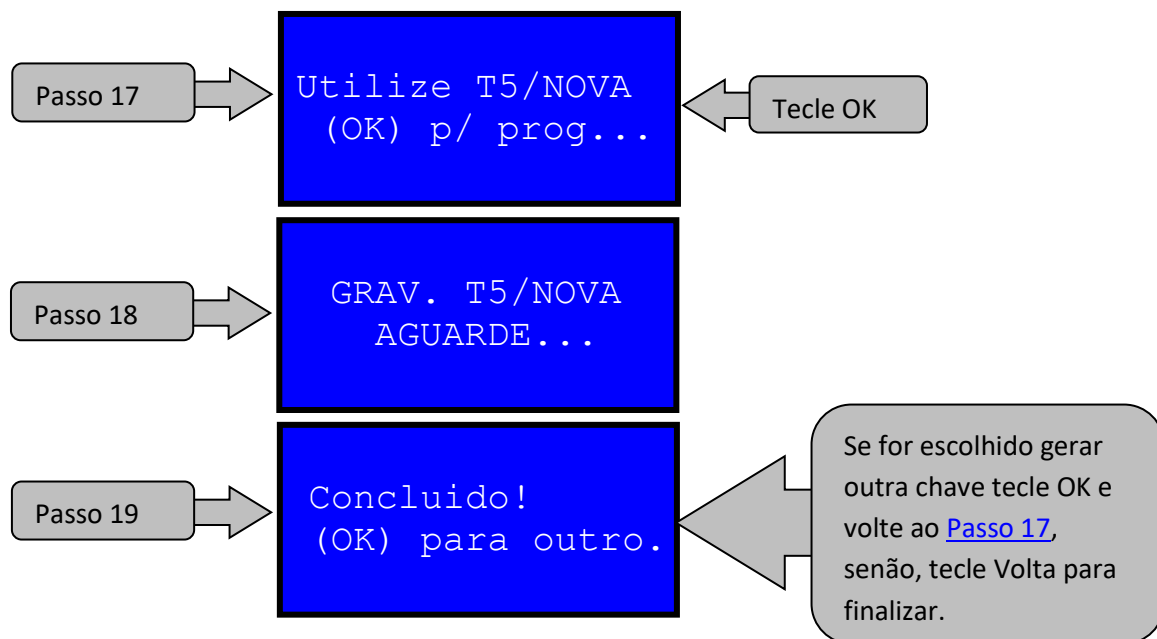 Passo 17
Utilize T5/NOVA
(OK) p/ prog...
Tecle OK
Passo 18
GRAV. T5/NOVA
AGUARDE...
Passo 19
Concluido!
(OK) para outro.
Se for escolhido gerar
outra chave tecle OK e
volte ao Passo 17,
senão, tecle Volta para
finalizar.